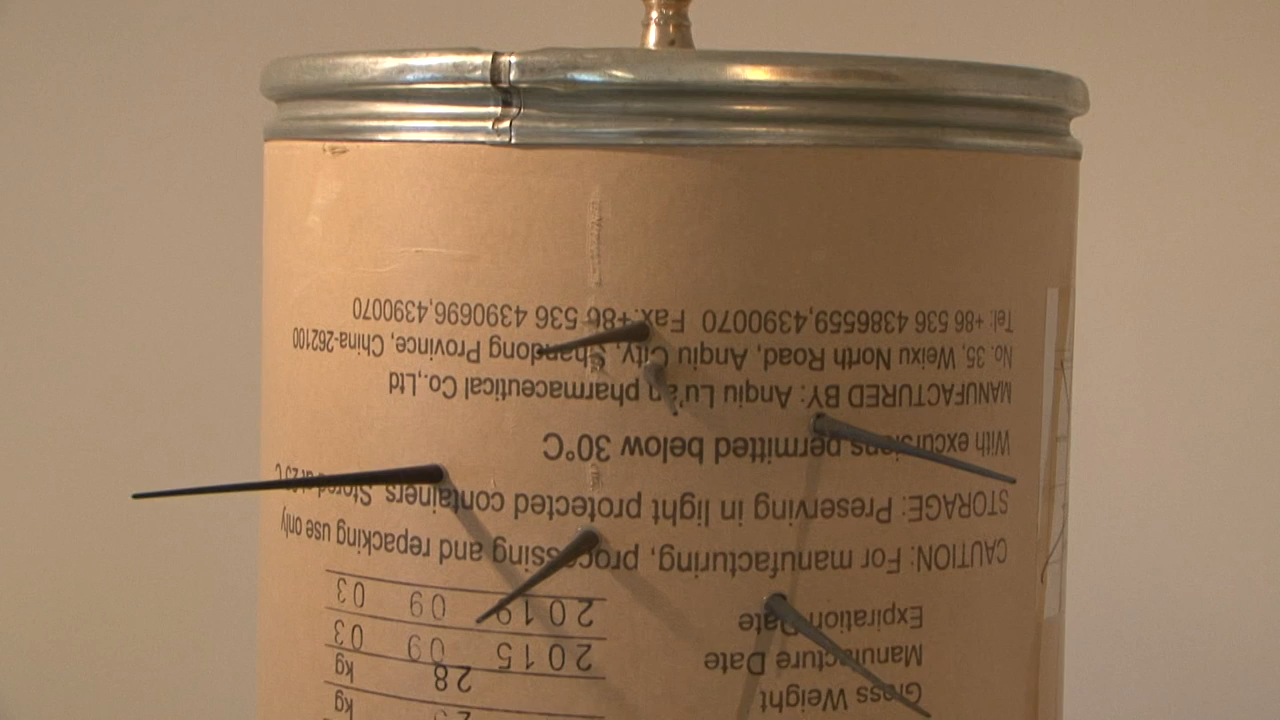 kg
Gross Weight 28 kg
Manufacture Date 2015 09 03
Expiration Date 2019 09 03
CAUTION: For manufacturing, processing and repacking use only
STORAGE: Preserving in light protected containers. Stored at 25°C
With excursions permitted below 30°C
MANUFACTURED BY: Anqiu Lu'an pharmaceutical Co.,Ltd
No. 35, Weixu North Road, Anqiu City, Shandong Province, China-262100
Tel: +86 536 4386559,4390070 Fax:+86 536 4390696,4390070